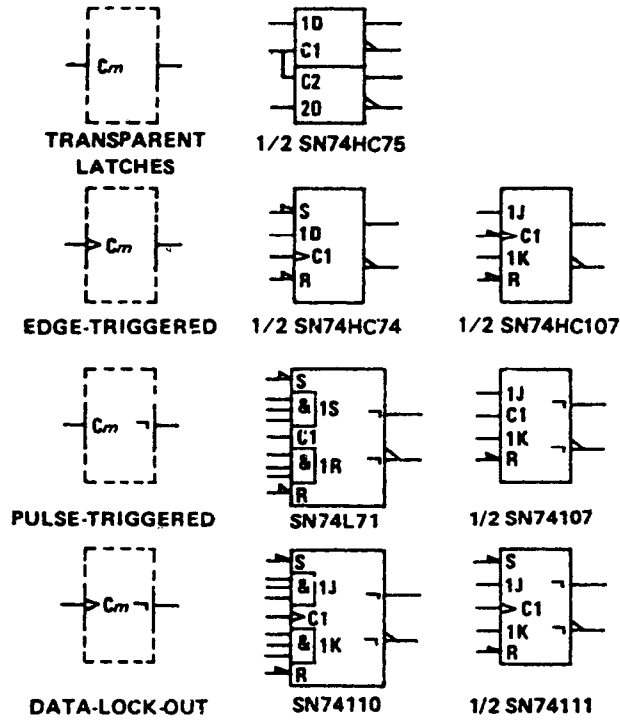 Cm
1D
C1
C2
2D
TRANSPARENT
LATCHES
1/2 SN74HC75
Cm
S
1D
C1
R
1J
C1
1K
R
EDGE-TRIGGERED
1/2 SN74HC74
1/2 SN74HC107
Cm ¬
S
& 1S ¬
C1
& 1R ¬
R
1J ¬
C1
1K ¬
R
PULSE-TRIGGERED
SN74L71
1/2 SN74107
Cm ¬
S
& 1J ¬
C1
& 1K ¬
R
S
1J ¬
C1
1K ¬
R
DATA-LOCK-OUT
SN74110
1/2 SN74111